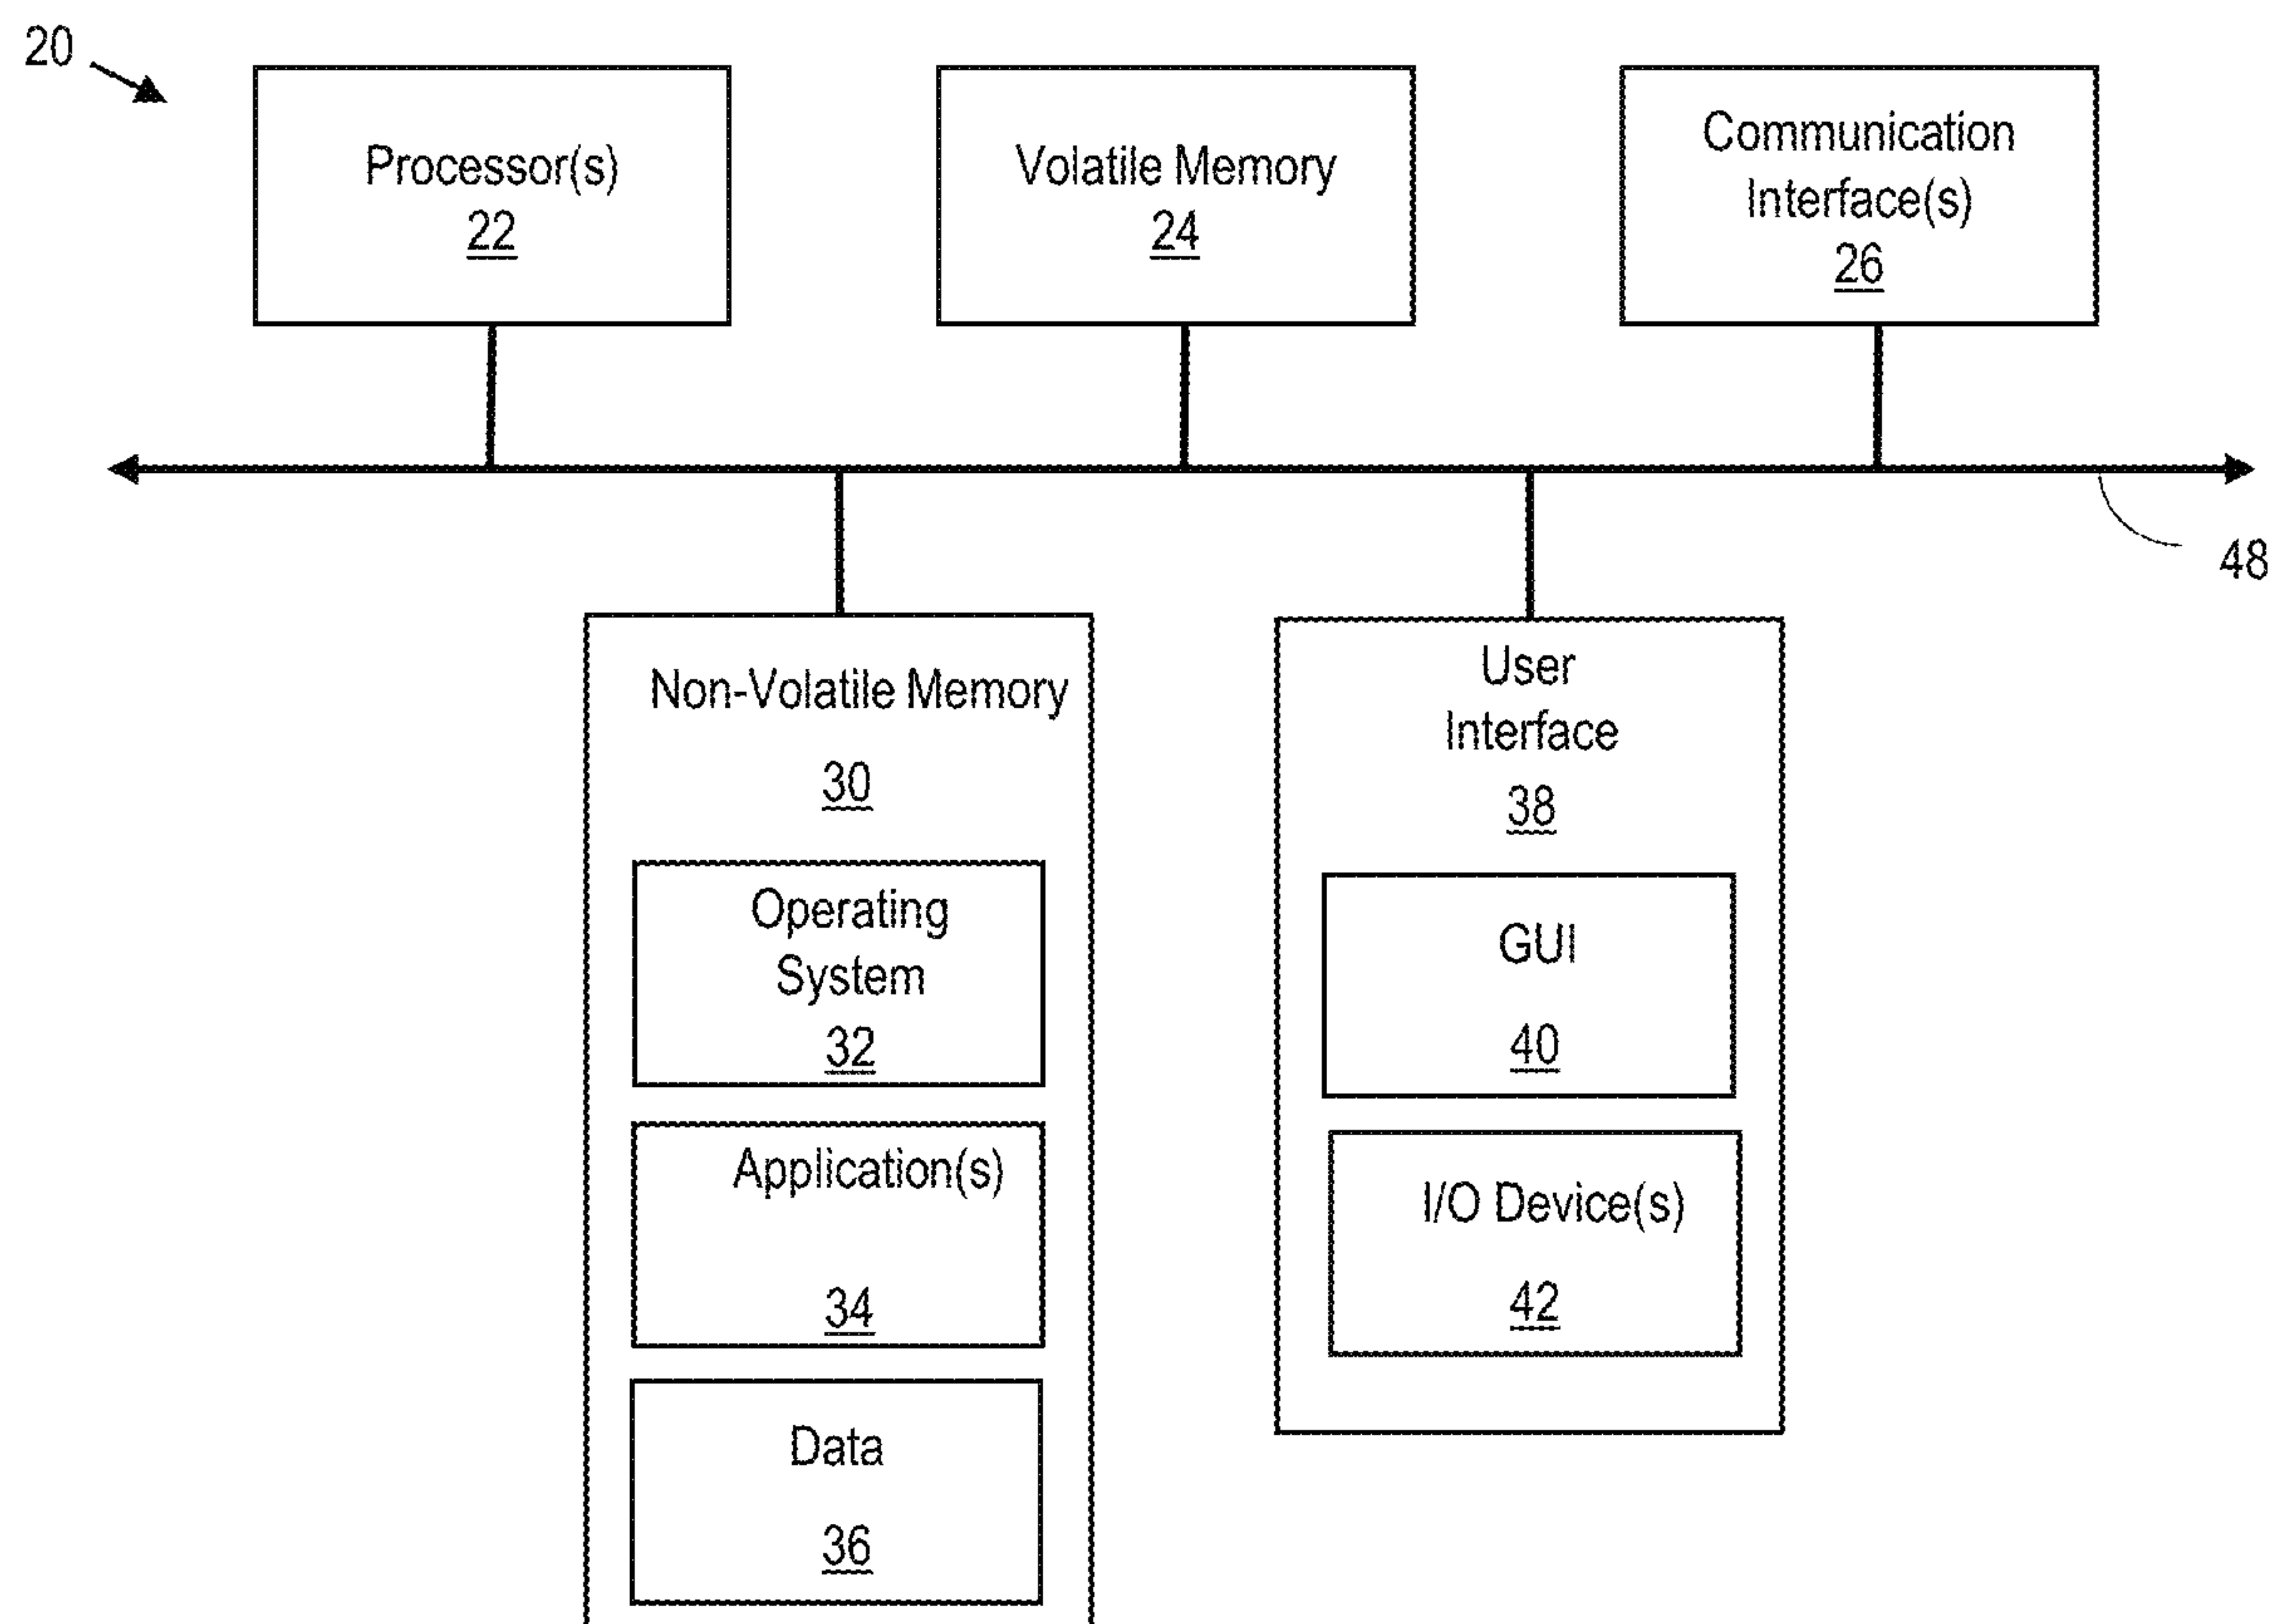 20
Processor(s)
22
Volatile Memory
24
Communication
Interface(s)
26
48
Non-Volatile Memory
30
Operating
System
32
Application(s)
34
Data
36
User
Interface
38
GUI
40
I/O Device(s)
42